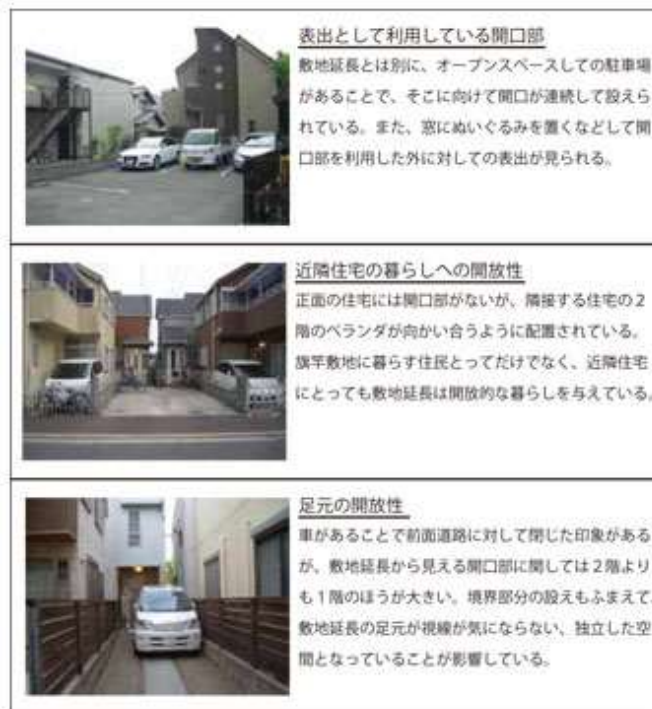 表出として利用している開口部
敷地延長とは別に、オープンスペースしての駐車場
があることで、そこに向けて開口が連続して設えら
れている。また、窓にぬいぐるみを置くなどして開
口部を利用した外に対しての表出が見られる。
近隣住宅の暮らしへの開放性
正面の住宅には開口部がないが、隣接する住宅の2
階のベランダが向かい合うように配置されている。
旗竿敷地に暮らす住民とってだけでなく、近隣住宅
にとっても敷地延長は開放的な暮らしを与えている。
足元の開放性
車があることで前面道路に対して閉じた印象がある
が、敷地延長から見える開口部に関しては2階より
も1階のほうが大きい。境界部分の設えもふまえて、
敷地延長の足元が視線が気にならない、独立した空
間となっていることが影響している。